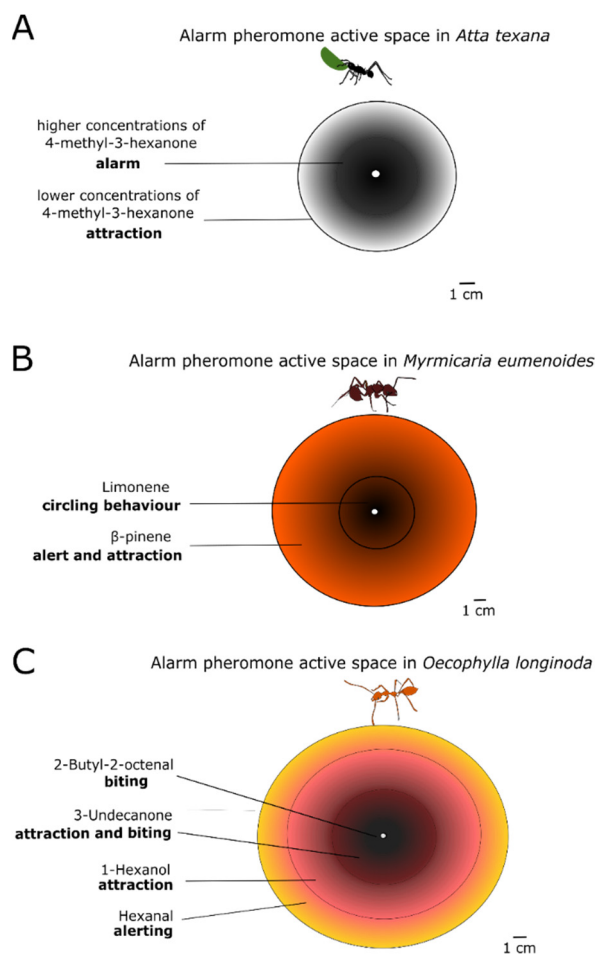 A
Alarm pheromone active space in Atta texana
higher concentrations of
4-methyl-3-hexanone
alarm
lower concentrations of
4-methyl-3-hexanone
attraction
1 cm
B
Alarm pheromone active space in Myrmicaria eumenoides
Limonene
circling behaviour
β-pinene
alert and attraction
1 cm
C
Alarm pheromone active space in Oecophylla longinoda
2-Butyl-2-octenal
biting
3-Undecanone
attraction and biting
1-Hexanol
attraction
Hexanal
alerting
1 cm